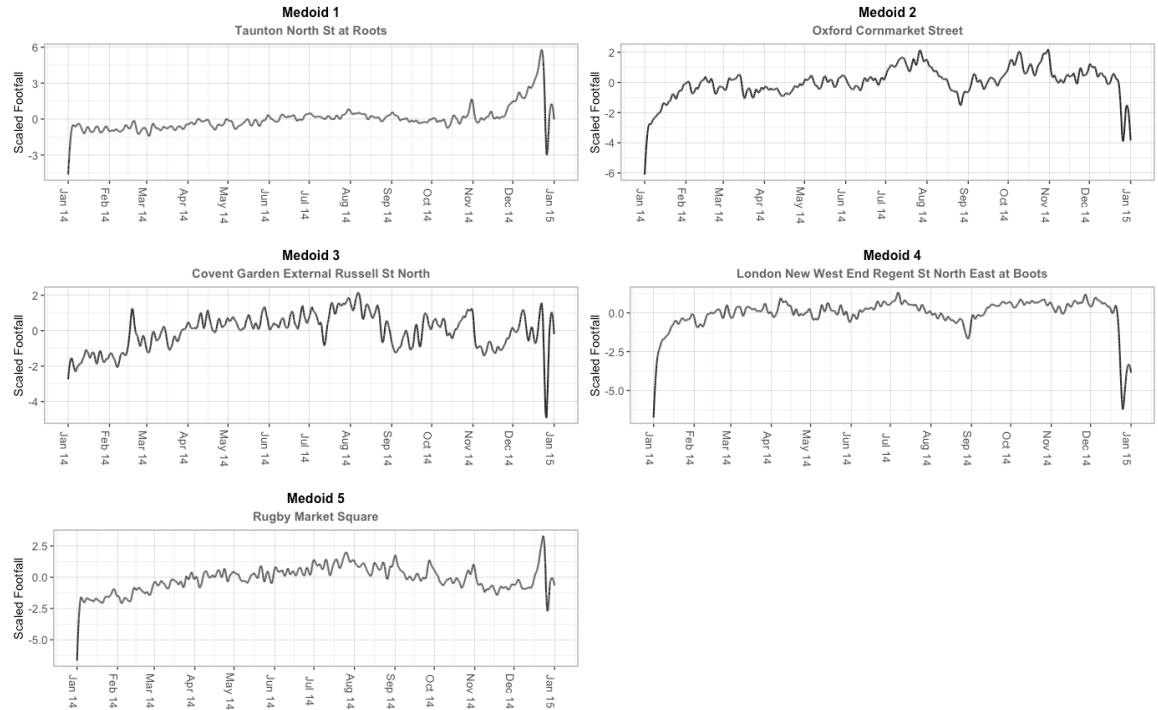 Medoid 1
Taunton North St at Roots
Scaled Footfall
6
3
0
-3
Jan 14
Feb 14
Mar 14
Apr 14
May 14
Jun 14
Jul 14
Aug 14
Sep 14
Oct 14
Nov 14
Dec 14
Jan 15
Medoid 2
Oxford Cornmarket Street
Scaled Footfall
2
0
-2
-4
-6
Jan 14
Feb 14
Mar 14
Apr 14
May 14
Jun 14
Jul 14
Aug 14
Sep 14
Oct 14
Nov 14
Dec 14
Jan 15
Medoid 3
Covent Garden External Russell St North
Scaled Footfall
2
0
-2
-4
Jan 14
Feb 14
Mar 14
Apr 14
May 14
Jun 14
Jul 14
Aug 14
Sep 14
Oct 14
Nov 14
Dec 14
Jan 15
Medoid 4
London New West End Regent St North East at Boots
Scaled Footfall
0.0
-2.5
-5.0
Jan 14
Feb 14
Mar 14
Apr 14
May 14
Jun 14
Jul 14
Aug 14
Sep 14
Oct 14
Nov 14
Dec 14
Jan 15
Medoid 5
Rugby Market Square
Scaled Footfall
2.5
0.0
-2.5
-5.0
Jan 14
Feb 14
Mar 14
Apr 14
May 14
Jun 14
Jul 14
Aug 14
Sep 14
Oct 14
Nov 14
Dec 14
Jan 15